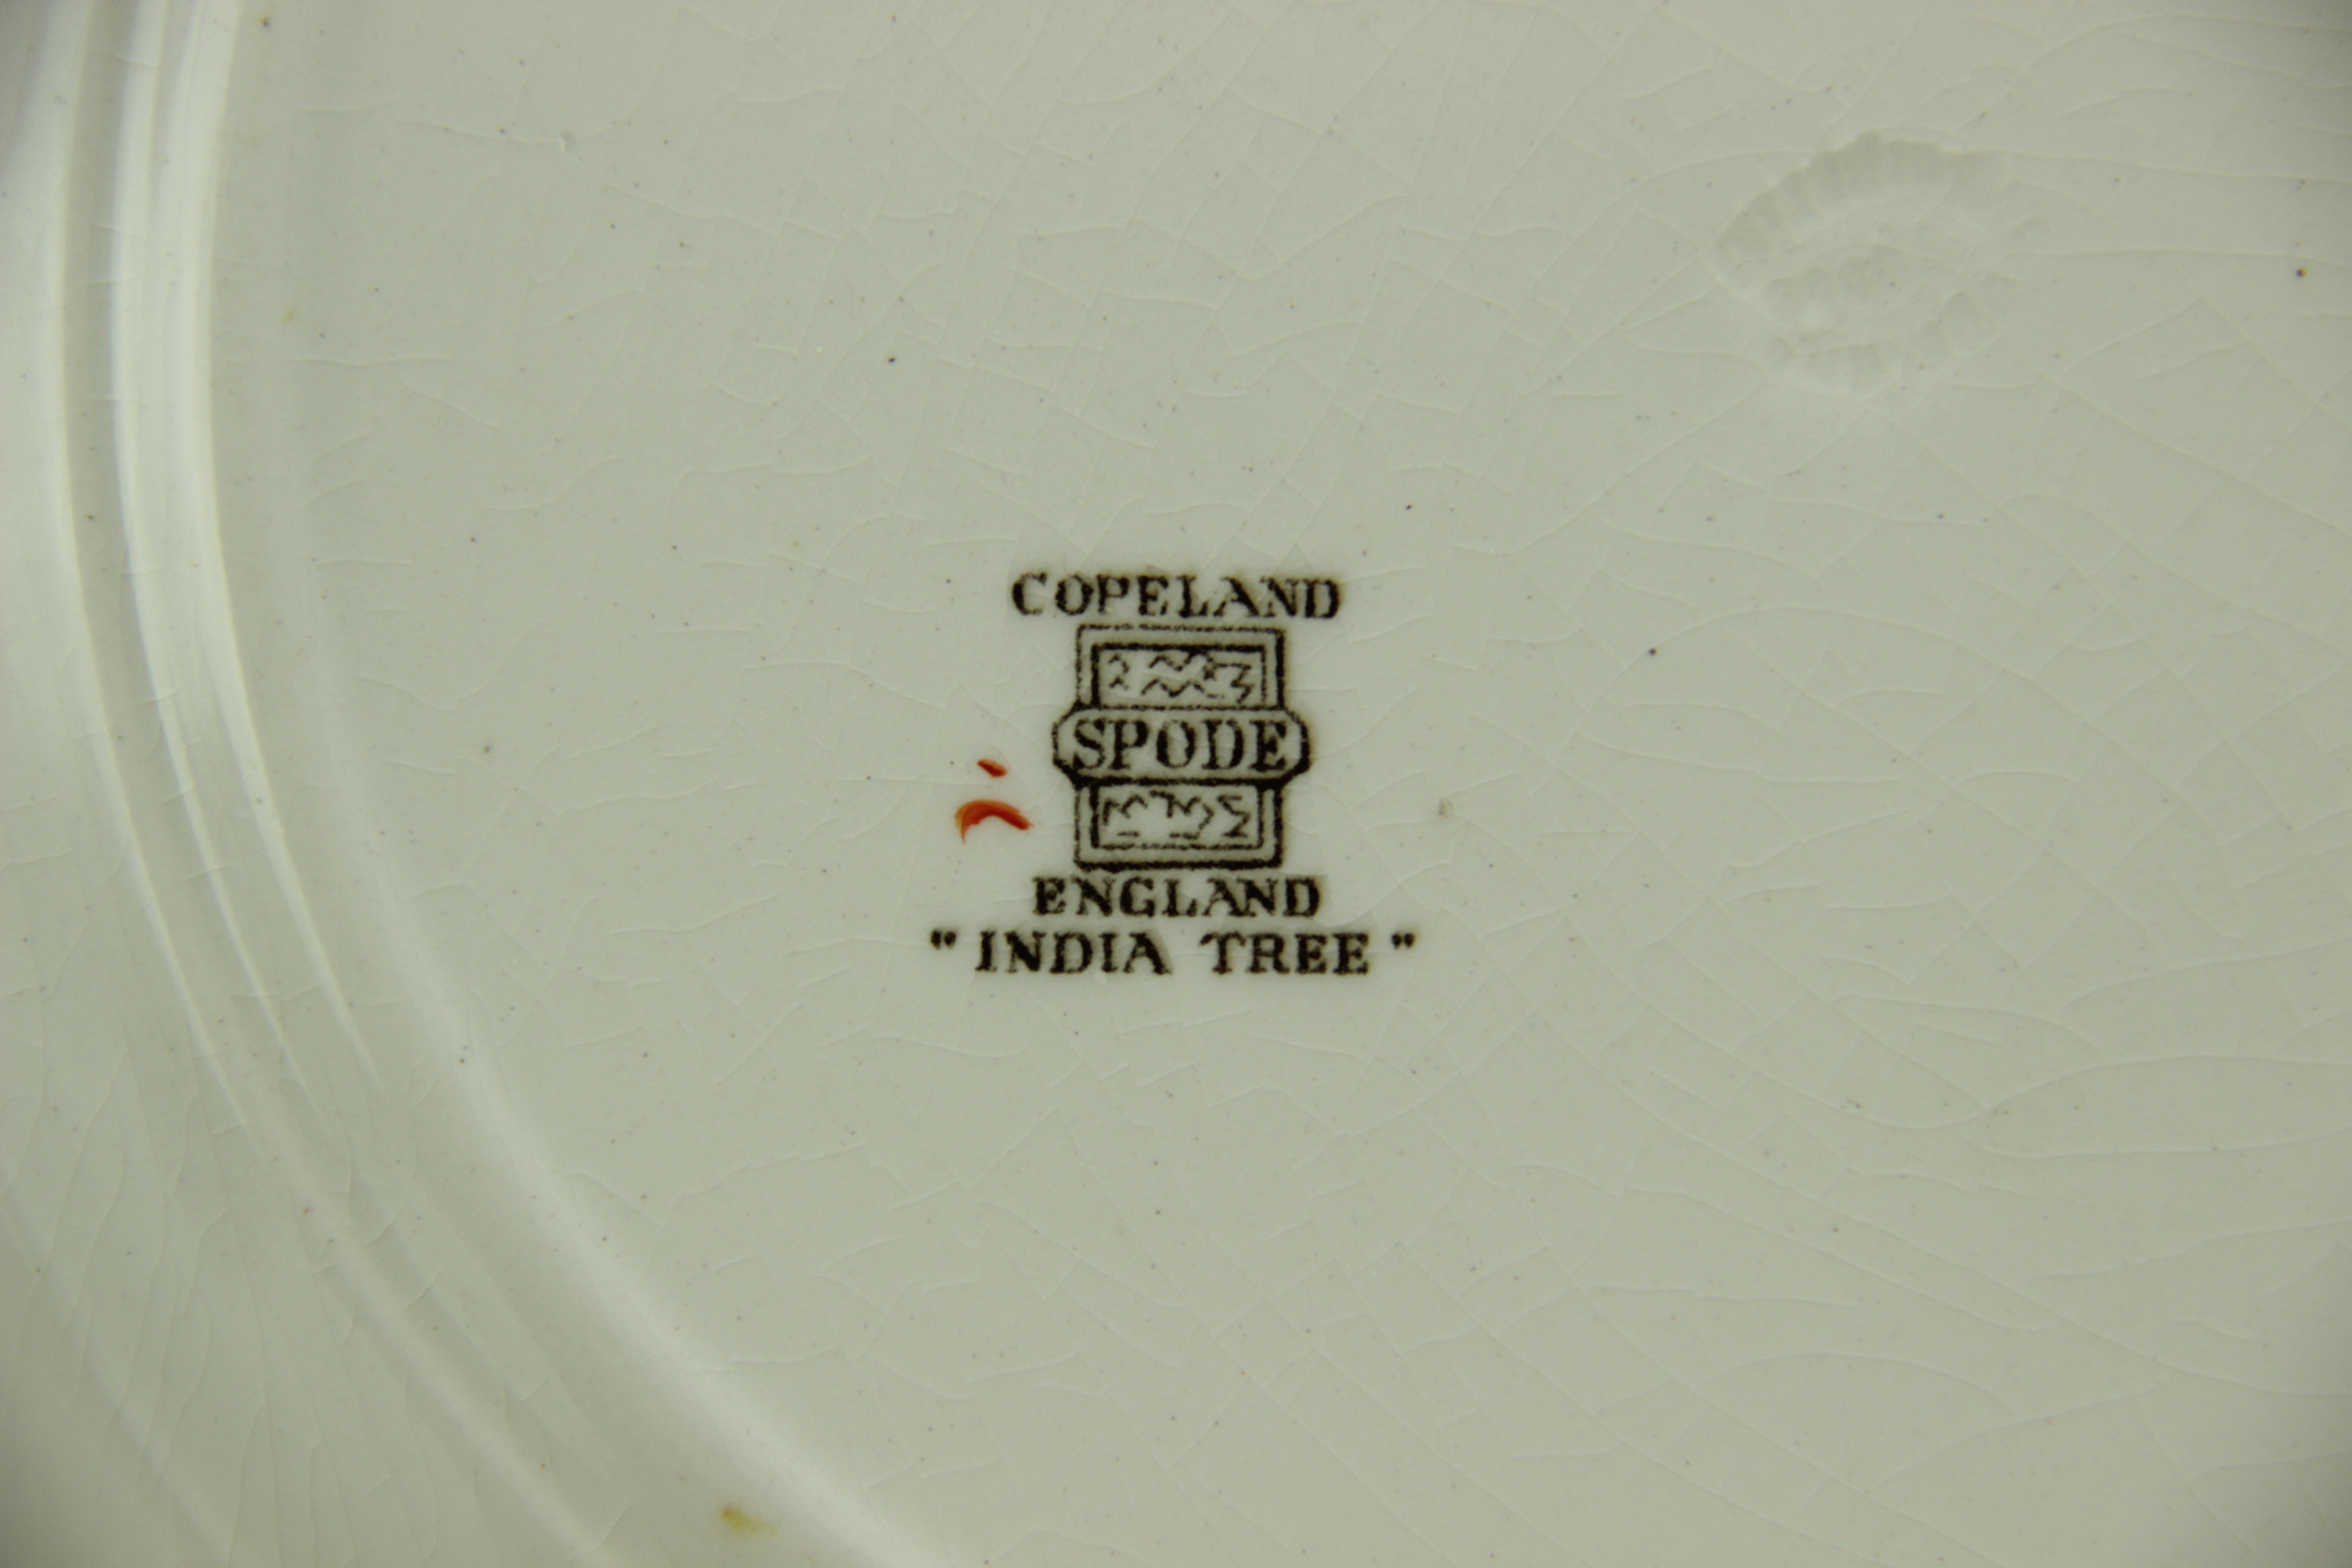 COPELAND
SPODE
ENGLAND
"INDIA TREE"